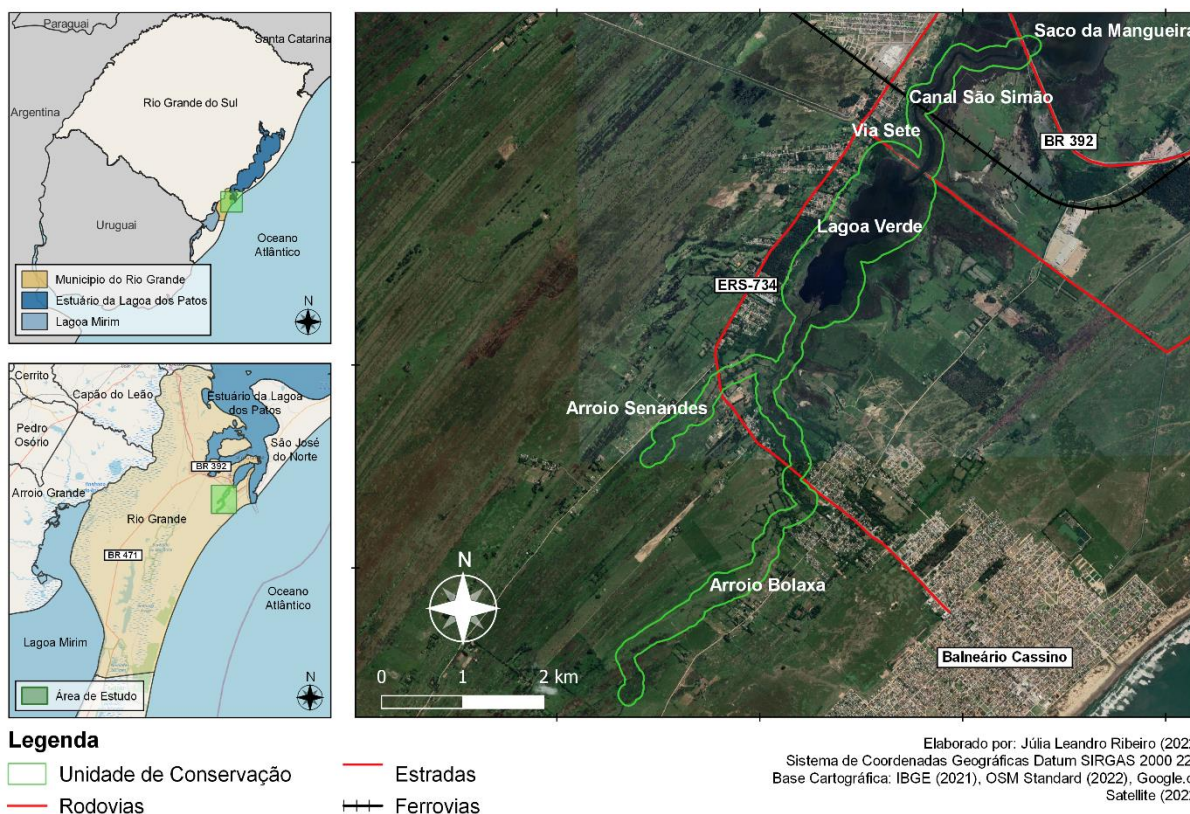 Paraguai
Santa Catarina
Argentina
Rio Grande do Sul
Uruguai
Oceano
Atlântico
Município do Rio Grande
Estuário da Lagoa dos Patos
Lagoa Mirim
N
Cerrito
Capão do Leão
Estuário da Lagoa
dos Patos
Pedro
Osório
São José
do Norte
BR 392
Arroio Grande
Rio Grande
BR 471
Oceano
Atlântico
Lagoa Mirim
Área de Estudo
N
Saco da Mangueira
Canal São Simão
Via Sete
BR 392
Lagoa Verde
ERS-734
Arroio Senandes
N
Arroio Bolaxa
Balneário Cassino
0 1 2 km
Legenda
Unidade de Conservação
Estradas
Rodovias
Ferrovias
Elaborado por: Júlia Leandro Ribeiro
Sistema de Coordenadas Geográficas Datum SIRGAS 2000
Base Cartográfica: IBGE (2021), OSM Standard (2022),
Satellite